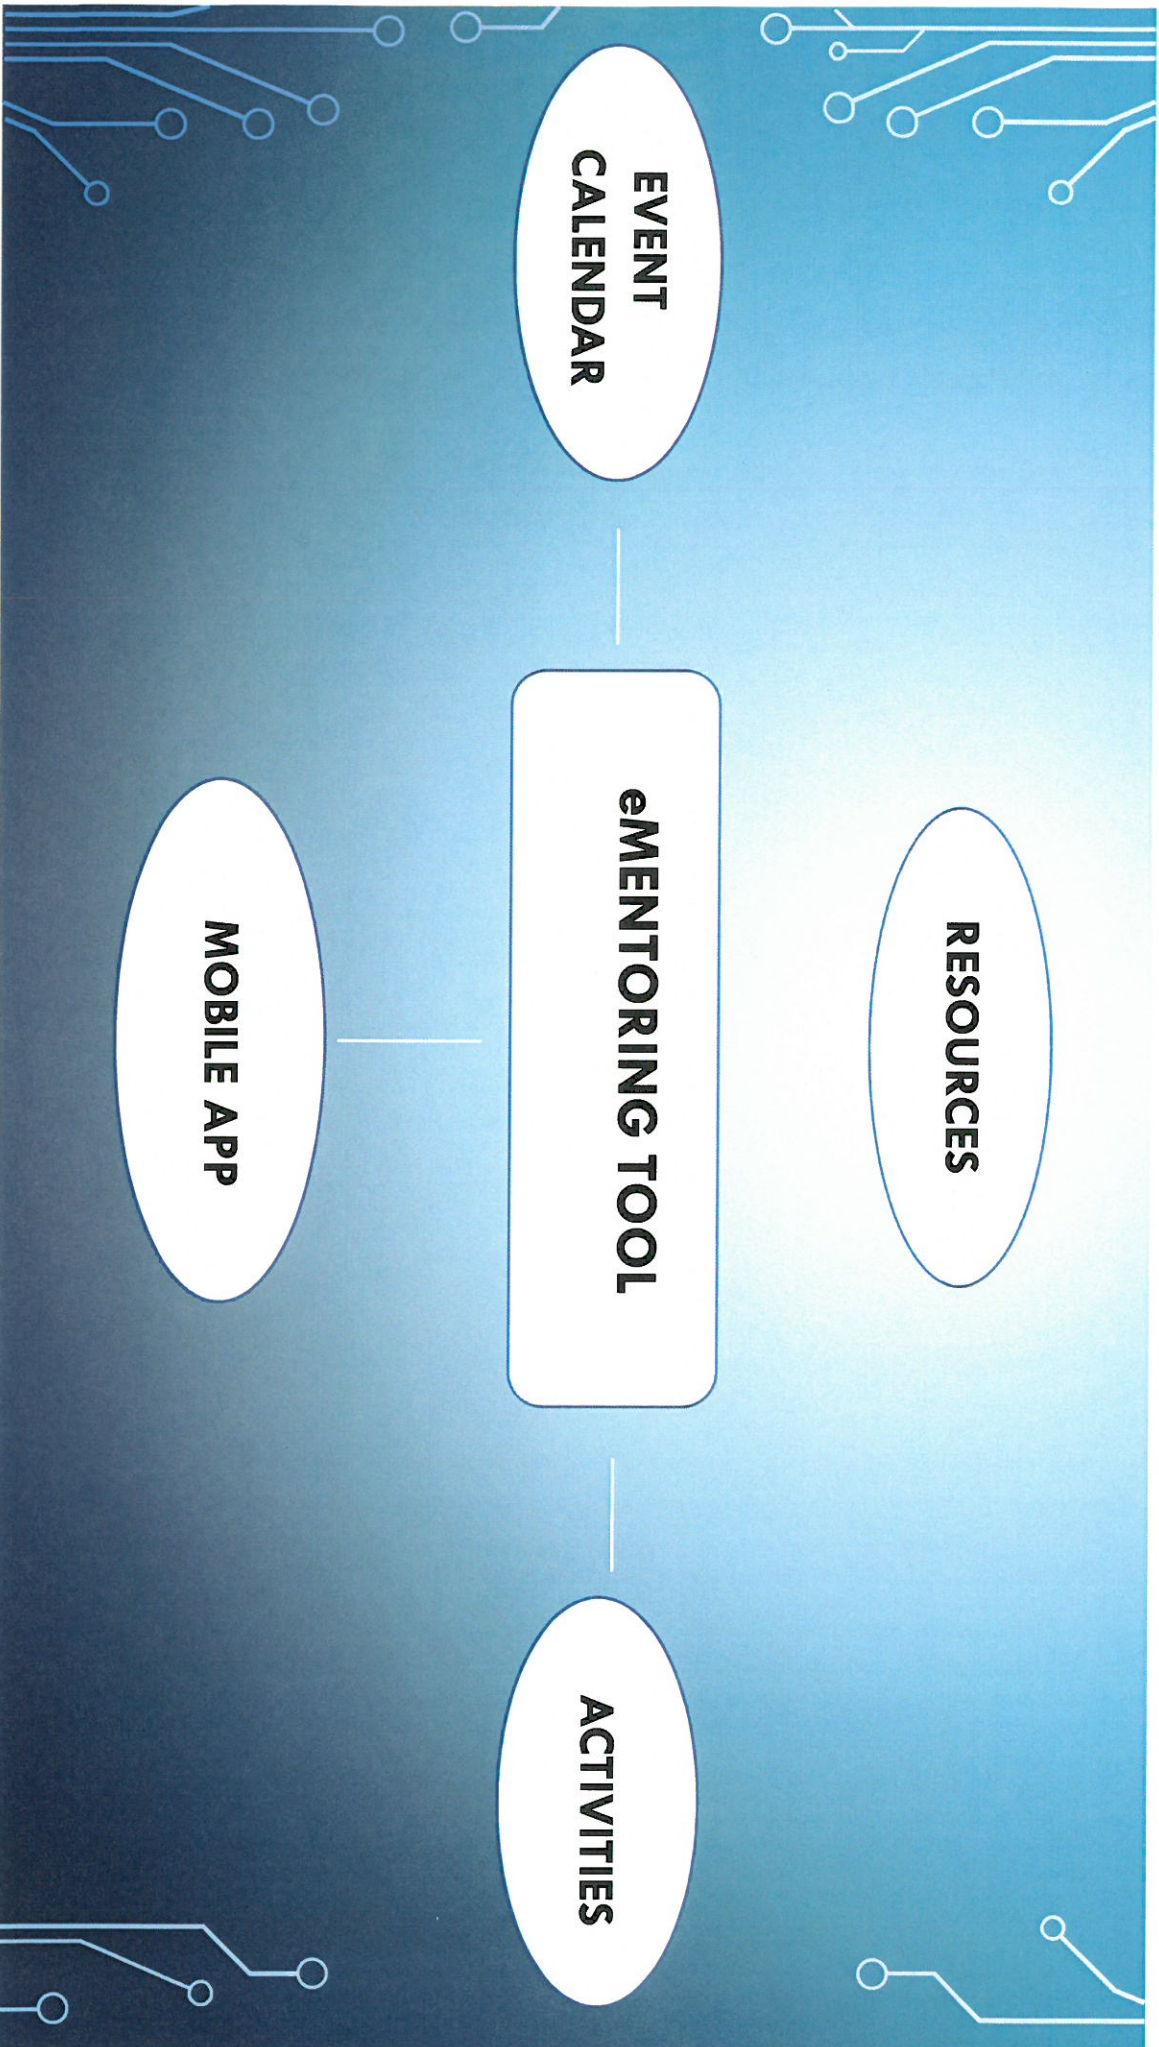 RESOURCES
EVENT
CALENDAR
eMENTORING TOOL
ACTIVITIES
MOBILE APP